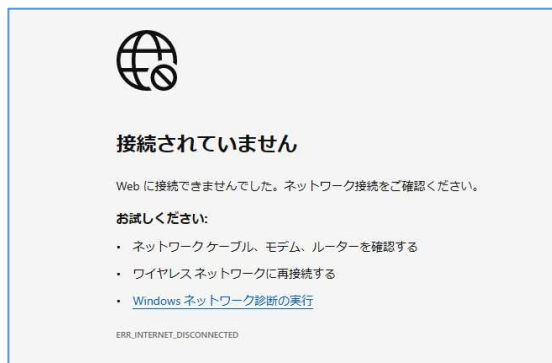 接続されていません
Web に接続できませんでした。ネットワーク接続をご確認ください。
お試しください:
• ネットワーク ケーブル、モデム、ルーターを確認する
• ワイヤレス ネットワークに再接続する
• Windows ネットワーク診断の実行
ERR_INTERNET_DISCONNECTED